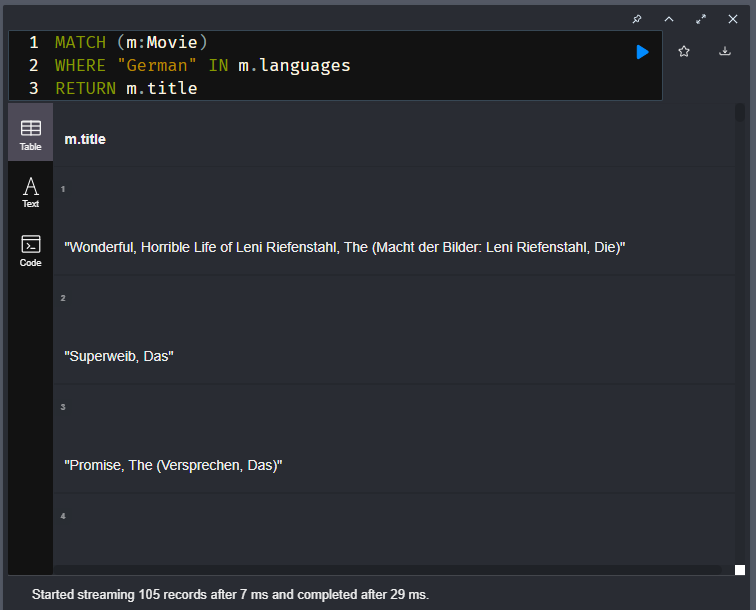 1 MATCH (m:Movie)
2 WHERE "German" IN m.languages
3 RETURN m.title
Table
Text
Code
m.title
1
"Wonderful, Horrible Life of Leni Riefenstahl, The (Macht der Bilder: Leni Riefenstahl, Die)"
2
"Superweib, Das"
3
"Promise, The (Versprechen, Das)"
4
Started streaming 105 records after 7 ms and completed after 29 ms.